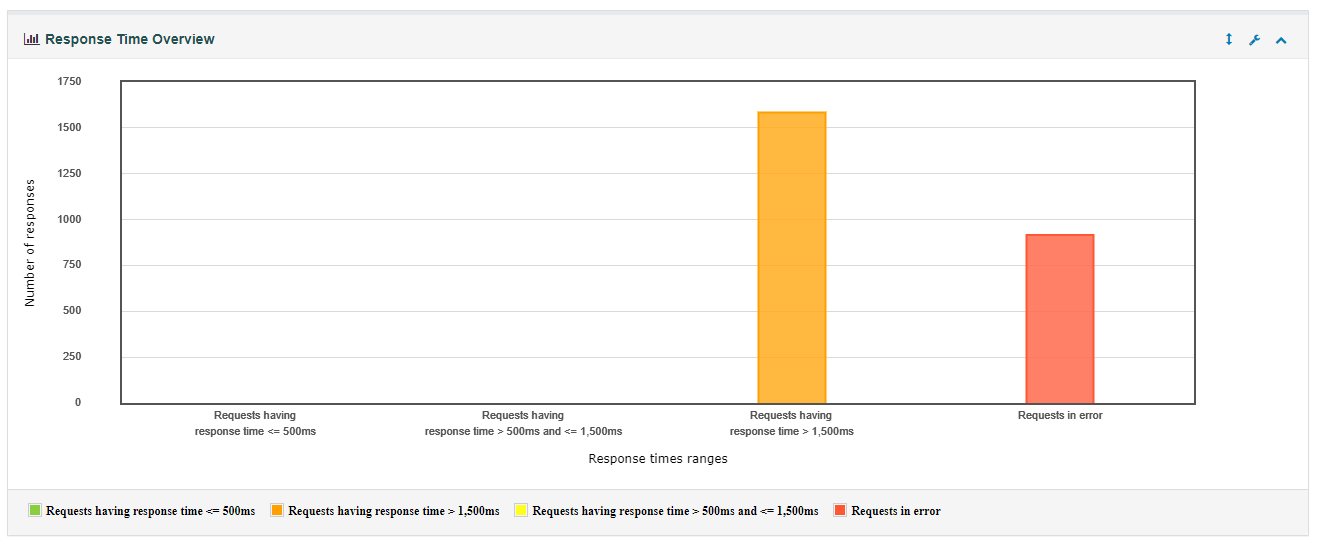 Response Time Overview
1750
1500
1250
1000
750
500
250
0
Number of responses
Requests having
response time <= 500ms
Requests having
response time > 500ms and <= 1,500ms
Requests having
response time > 1,500ms
Requests in error
Response times ranges
Requests having response time <= 500ms Requests having response time > 1,500ms Requests having response time > 500ms and <= 1,500ms Requests in error